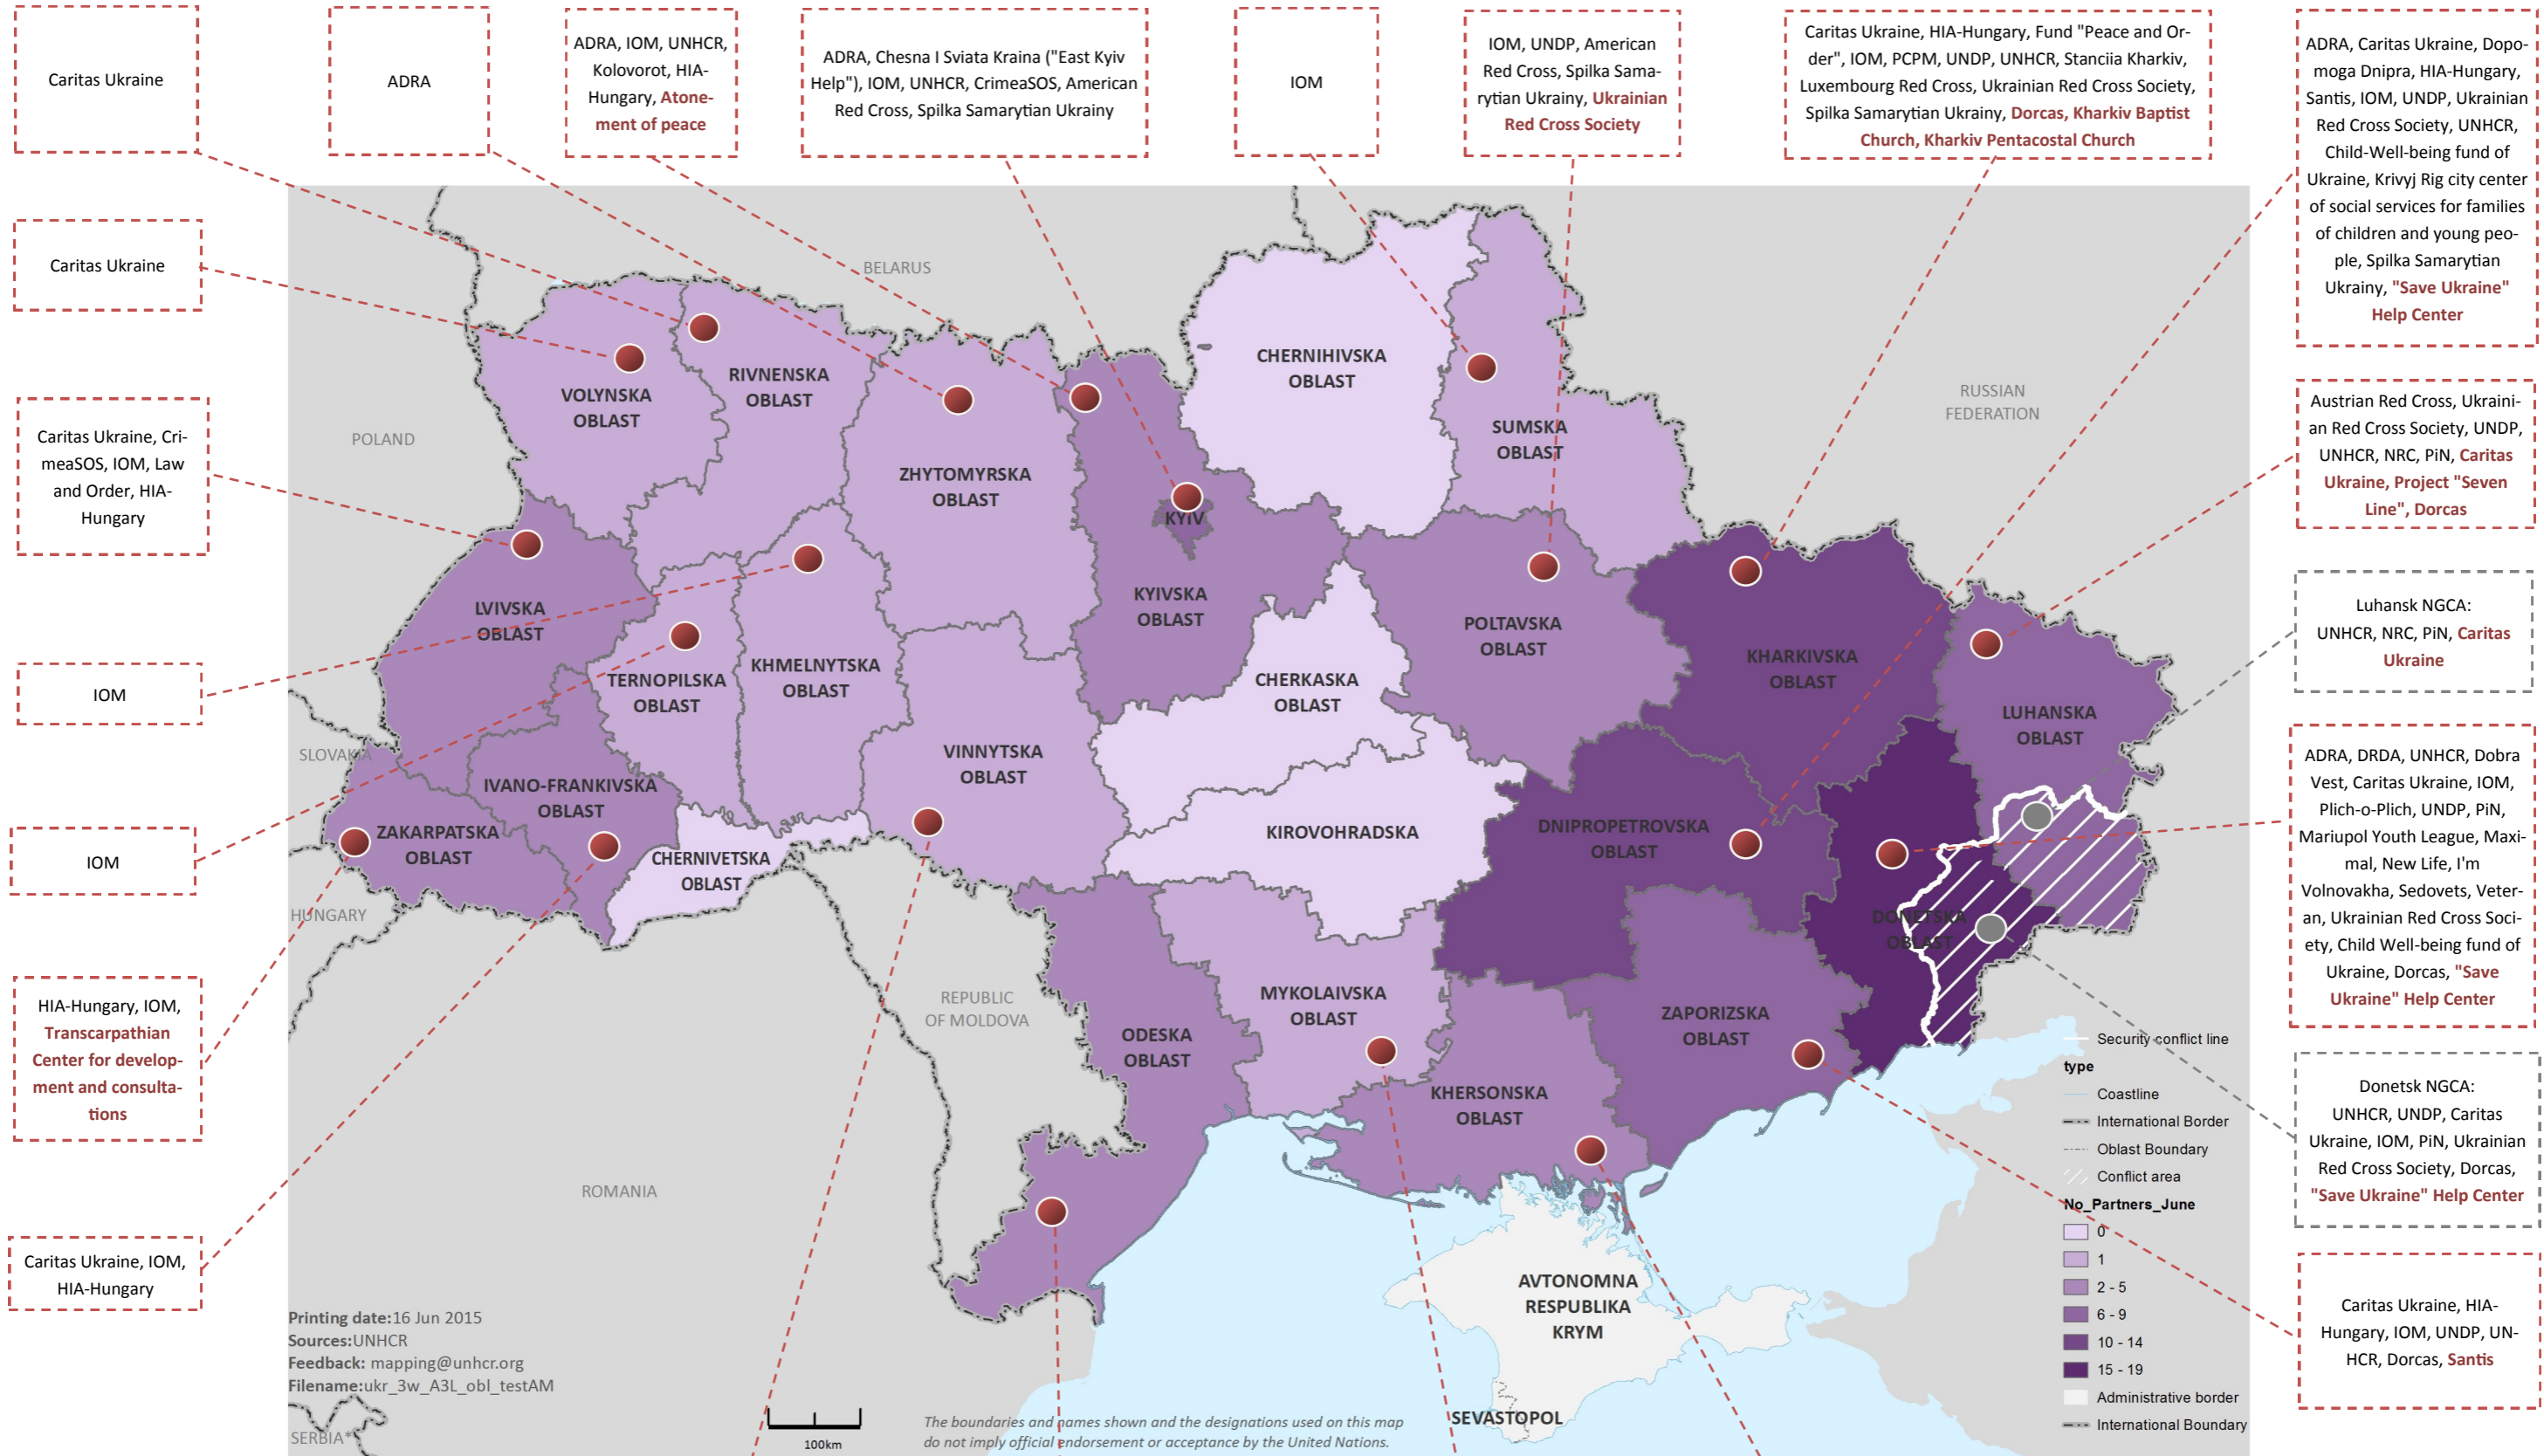 Caritas Ukraine
ADRA
ADRA, IOM, UNHCR,
Kolovorot, HIA-
Hungary, Atone-
ment of peace
ADRA, Chesna I Sviata Kraina ("East Kyiv
Help"), IOM, UNHCR, CrimeaSOS, American
Red Cross, Spilka Samarytian Ukrainy
IOM
IOM, UNDP, American
Red Cross, Spilka Sama-
rytian Ukrainy, Ukrainian
Red Cross Society
Caritas Ukraine, HIA-Hungary, Fund "Peace and Or-
der", IOM, PCPM, UNDP, UNHCR, Stanciia Kharkiv,
Luxembourg Red Cross, Ukrainian Red Cross Society,
Spilka Samarytian Ukrainy, Dorcas, Kharkiv Baptist
Church, Kharkiv Pentacostal Church
ADRA, Caritas Ukraine, Dopo-
moga Dnipra, HIA-Hungary,
Santis, IOM, UNDP, Ukrainian
Red Cross Society, UNHCR,
Child-Well-being fund of
Ukraine, Krivyj Rig city center
of social services for families
of children and young peo-
ple, Spilka Samarytian
Ukrainy, "Save Ukraine"
Help Center
Caritas Ukraine
Caritas Ukraine, Cri-
meaSOS, IOM, Law
and Order, HIA-
Hungary
IOM
IOM
HIA-Hungary, IOM,
Transcarpathian
Center for develop-
ment and consulta-
tions
Caritas Ukraine, IOM,
HIA-Hungary
Austrian Red Cross, Ukraini-
an Red Cross Society, UNDP,
UNHCR, NRC, PiN, Caritas
Ukraine, Project "Seven
Line", Dorcas
Luhansk NGCA:
UNHCR, NRC, PiN, Caritas
Ukraine
ADRA, DRDA, UNHCR, Dobra
Vest, Caritas Ukraine, IOM,
Plich-o-Plich, UNDP, PiN,
Mariupol Youth League, Maxi-
mal, New Life, I'm
Volnovakha, Sedovets, Veter-
an, Ukrainian Red Cross Soci-
ety, Child Well-being fund of
Ukraine, Dorcas, "Save
Ukraine" Help Center
Donetsk NGCA:
UNHCR, UNDP, Caritas
Ukraine, IOM, PiN, Ukrainian
Red Cross Society, Dorcas,
"Save Ukraine" Help Center
Caritas Ukraine, HIA-
Hungary, IOM, UNDP, UN-
HCR, Dorcas, Santis
BELARUS
RUSSIAN
FEDERATION
POLAND
SLOVAKIA
HUNGARY
REPUBLIC
OF MOLDOVA
ROMANIA
SERBIA*
VOLYNSKA
OBLAST
RIVNENSKA
OBLAST
ZHYTOMYRSKA
OBLAST
KYIV
KYIVSKA
OBLAST
CHERNIHIVSKA
OBLAST
SUMSKA
OBLAST
LVIVSKA
OBLAST
TERNOPILSKA
OBLAST
KHMELNYTSKA
OBLAST
VINNYTSKA
OBLAST
CHERKASKA
OBLAST
POLTAVSKA
OBLAST
KHARKIVSKA
OBLAST
LUHANSKA
OBLAST
ZAKARPATSKA
OBLAST
IVANO-FRANKIVSKA
OBLAST
CHERNIVETSKA
OBLAST
KIROVOHRADSKA
DNIPROPETROVSKA
OBLAST
DONETSKA
OBLAST
ODESKA
OBLAST
MYKOLAIVSKA
OBLAST
KHERSONSKA
OBLAST
ZAPORIZSKA
OBLAST
AVTONOMNA
RESPUBLIKA
KRYM
SEVASTOPOL
Security conflict line
type
Coastline
International Border
Oblast Boundary
Conflict area
No_Partners_June
0
1
2 - 5
6 - 9
10 - 14
15 - 19
Administrative border
International Boundary
Printing date:16 Jun 2015
Sources:UNHCR
Feedback: mapping@unhcr.org
Filename:ukr_3w_A3L_obl_testAM
100km
The boundaries and names shown and the designations used on this map
do not imply official endorsement or acceptance by the United Nations.